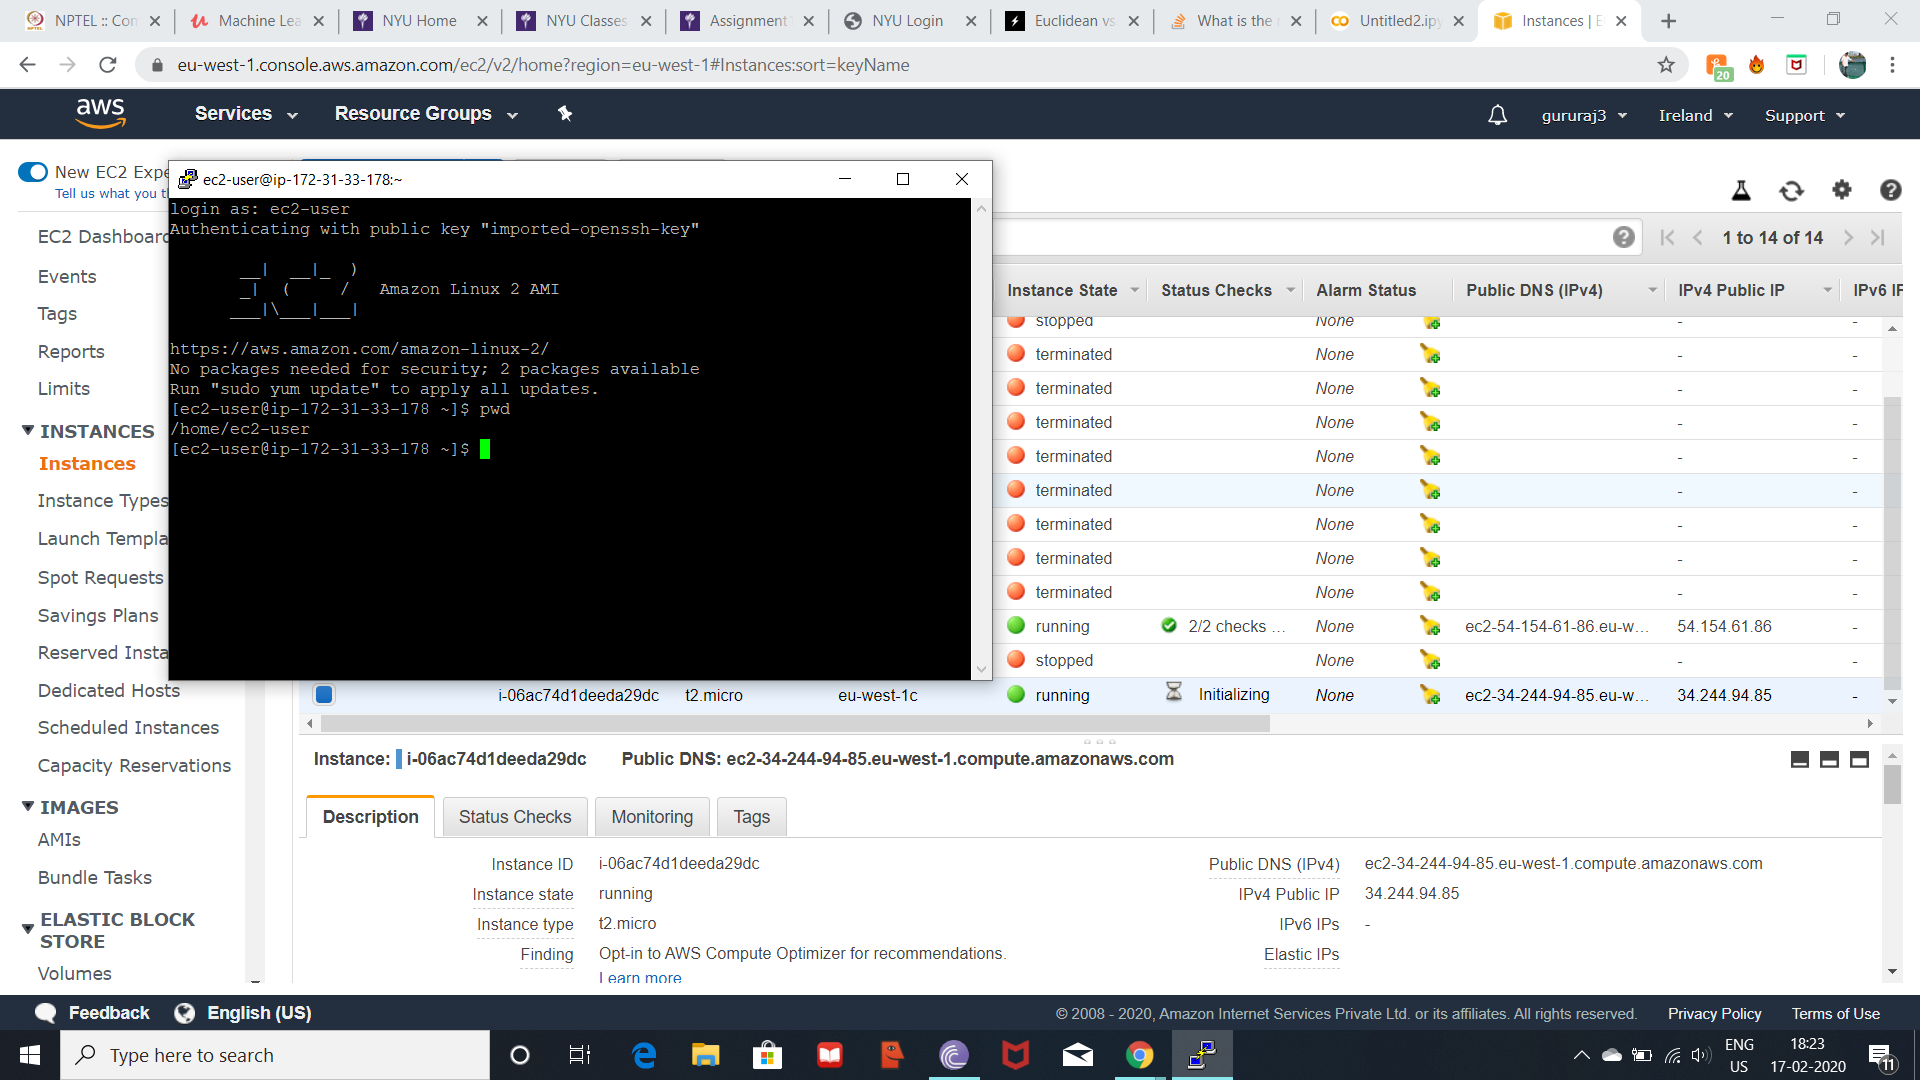 NPTEL :: Con
Machine Lea
NYU Home
NYU Classes
Assignment
NYU Login
Euclidean vs
What is the
Untitled2.ipy
Instances | E
eu-west-1.console.aws.amazon.com/ec2/v2/home?region=eu-west-1#Instances:sort=keyName
20
aws
Services
Resource Groups
gururaj3
Ireland
Support
New EC2 Expe
Tell us what you t
EC2 Dashboard
Events
Tags
Reports
Limits
INSTANCES
Instances
Instance Types
Launch Templa
Spot Requests
Savings Plans
Reserved Insta
Dedicated Hosts
Scheduled Instances
Capacity Reservations
IMAGES
AMIs
Bundle Tasks
ELASTIC BLOCK
STORE
Volumes
ec2-user@ip-172-31-33-178:~
login as: ec2-user
Authenticating with public key "imported-openssh-key"
__|  __|_  )
_|  (     /   Amazon Linux 2 AMI
___|\___|___|
https://aws.amazon.com/amazon-linux-2/
No packages needed for security; 2 packages available
Run "sudo yum update" to apply all updates.
[ec2-user@ip-172-31-33-178 ~]$ pwd
/home/ec2-user
[ec2-user@ip-172-31-33-178 ~]$
1 to 14 of 14
Instance State Status Checks Alarm Status Public DNS (IPv4) IPv4 Public IP IPv6 IP
stopped None - -
terminated None - -
terminated None - -
terminated None - -
terminated None - -
terminated None - -
terminated None - -
terminated None - -
terminated None - -
running 2/2 checks ... None ec2-54-154-61-86.eu-w... 54.154.61.86 -
stopped None - -
i-06ac74d1deeda29dc t2.micro eu-west-1c running Initializing None ec2-34-244-94-85.eu-w... 34.244.94.85 -
Instance: i-06ac74d1deeda29dc Public DNS: ec2-34-244-94-85.eu-west-1.compute.amazonaws.com
Description Status Checks Monitoring Tags
Instance ID i-06ac74d1deeda29dc Public DNS (IPv4) ec2-34-244-94-85.eu-west-1.compute.amazonaws.com
Instance state running IPv4 Public IP 34.244.94.85
Instance type t2.micro IPv6 IPs -
Finding Opt-in to AWS Compute Optimizer for recommendations. Elastic IPs
Learn more
Feedback English (US) © 2008 - 2020, Amazon Internet Services Private Ltd. or its affiliates. All rights reserved. Privacy Policy Terms of Use
Type here to search
ENG
US
18:23
17-02-2020
11